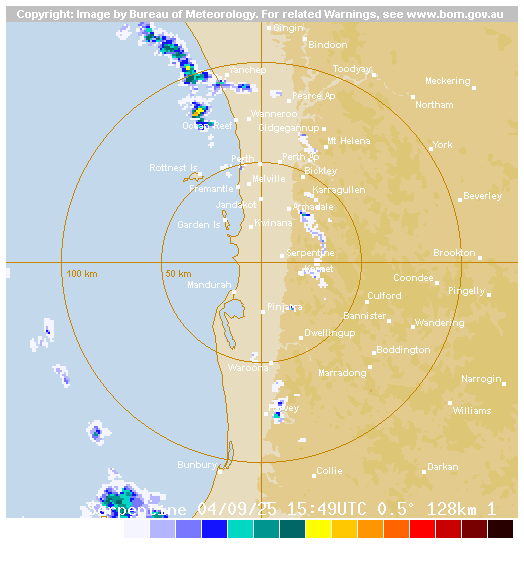 Copyright: Image by Bureau of Meteorology. For related Warnings, see www.bom.gov.au
Gingin
Bindoon
Toodyay
Yanchep
Meckering
Pearce Ap
Northam
Wanneroo
Ocean Reef
Gidgegannup
Mt Helena
York
Perth
Perth Ap
Rottnest Is
Bickley
Melville
Fremantle
Karragullen
Beverley
Jandakot
Armadale
Garden Is
Kwinana
Serpentine
Brookton
100 km
50 km
Coondee
Mandurah
Pingelly
Culford
Pinjarra
Bannister
Wandering
Dwellingup
Boddington
Waroona
Marradong
Narrogin
Harvey
Williams
Bunbury
Collie
Darkan
Serpentine 04/09/25 15:49UTC 0.5° 128km 1